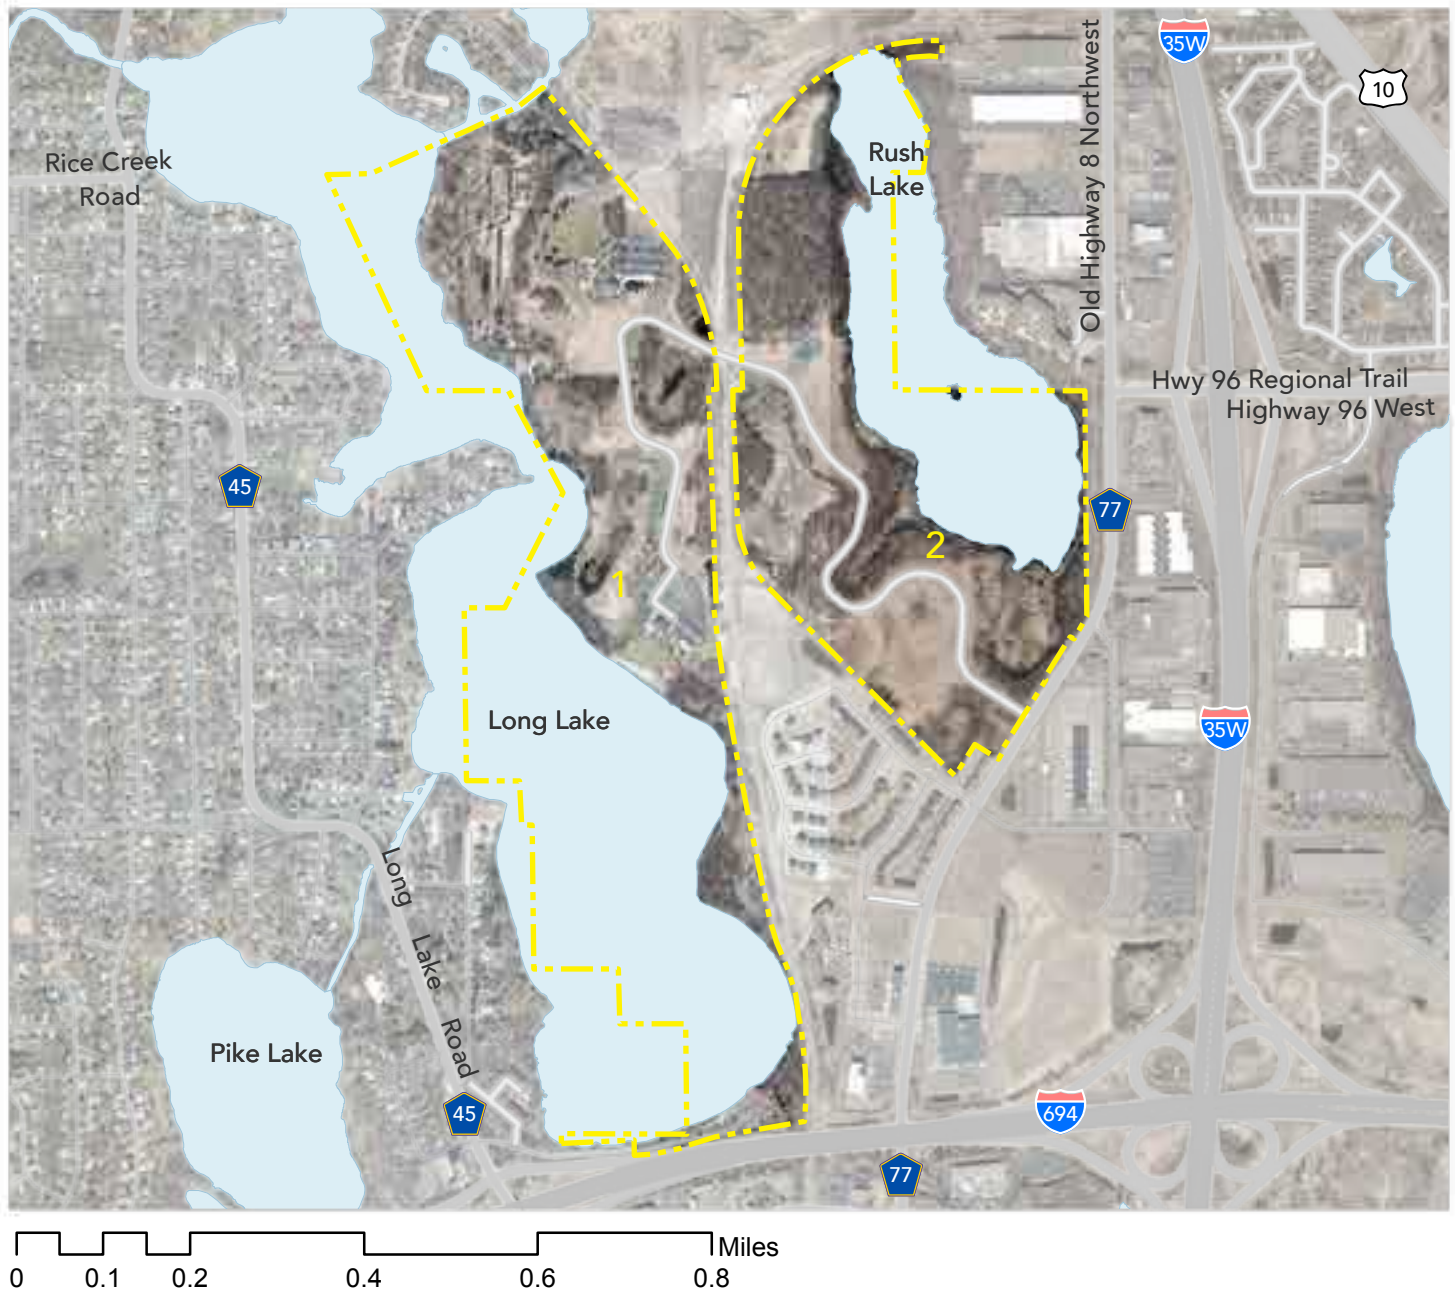 35W
10
Old Highway 8 Northwest
Rice Creek
Road
Rush
Lake
Hwy 96 Regional Trail
Highway 96 West
45
77
2
1
Long Lake
35W
Long Lake Road
Pike Lake
45
694
77
Miles
0 0.1 0.2 0.4 0.6 0.8